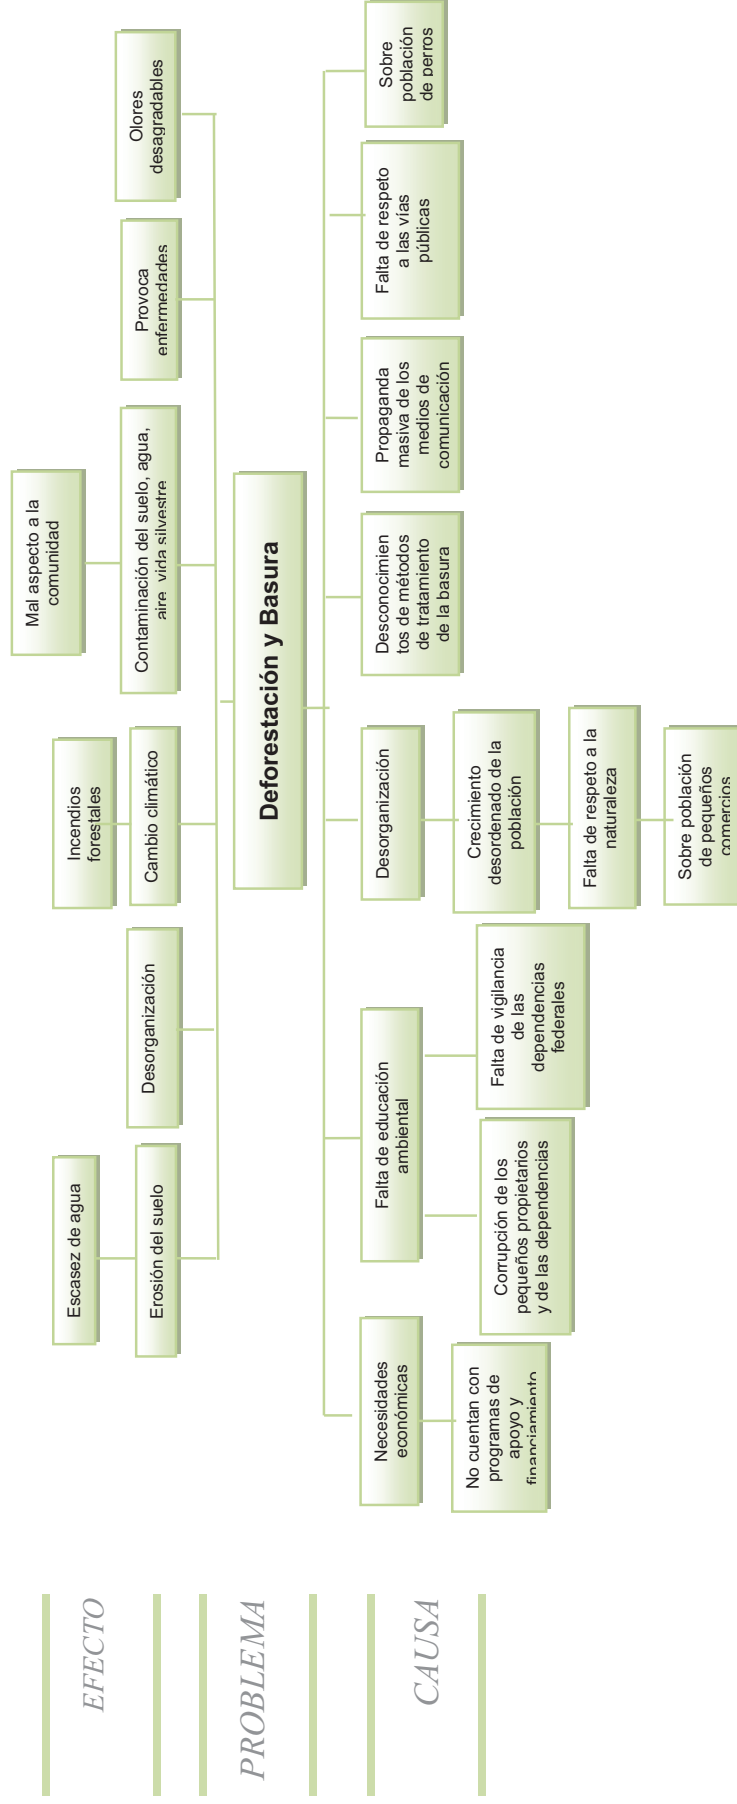 EFECTO
Escasez de agua
Incendios
forestales
Mal aspecto a la
comunidad
Erosión del suelo
Desorganización
Cambio climático
Contaminación del suelo, agua,
aire, vida silvestre
Provoca
enfermedades
Olores
desagradables
PROBLEMA
Deforestación y Basura
CAUSA
Necesidades
económicas
Falta de educación
ambiental
Desorganización
Desconocimien
tos de métodos
de tratamiento
de la basura
Propaganda
masiva de los
medios de
comunicación
Falta de respeto
a las vías
públicas
Sobre
población
de perros
No cuentan con
programas de
apoyo y
financiamiento
Corrupción de los
pequeños propietarios
y de las dependencias
Falta de vigilancia
de las
dependencias
federales
Crecimiento
desordenado de la
población
Falta de respeto a la
naturaleza
Sobre población
de pequeños
comercios